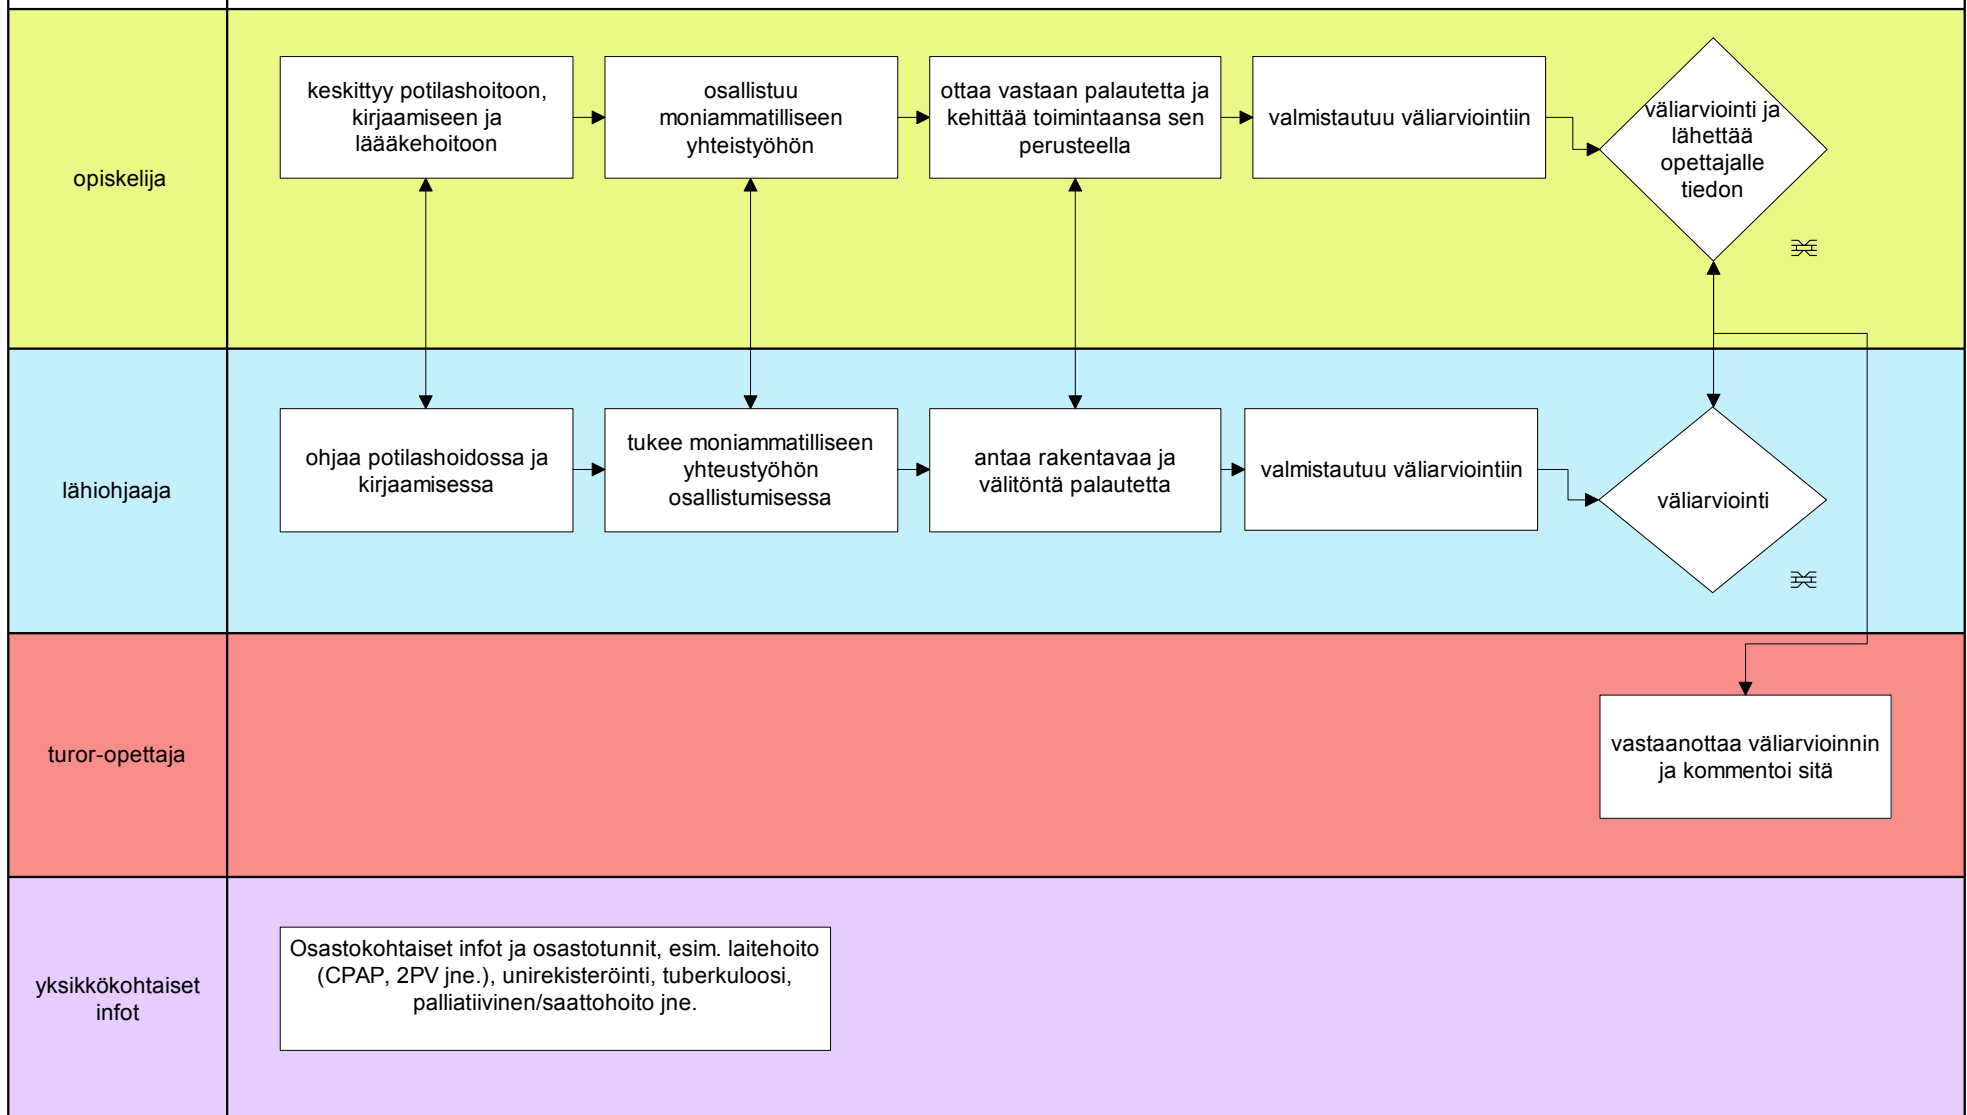 opiskelija
keskittyy potilashoitoon,
kirjaamiseen ja
läääkehoitoon
osallistuu
moniammatilliseen
yhteistyöhön
ottaa vastaan palautetta ja
kehittää toimintaansa sen
perusteella
valmistautuu väliarviointiin
väliarviointi ja
lähettää
opettajalle
tiedon
lähiohjaaja
ohjaa potilashoidossa ja
kirjaamisessa
tukee moniammatilliseen
yhteustyöhön
osallistumisessa
antaa rakentavaa ja
välitöntä palautetta
valmistautuu väliarviointiin
väliarviointi
turor-opettaja
vastaanottaa väliarvioinnin
ja kommentoi sitä
yksikkökohtaiset
infot
Osastokohtaiset infot ja osastotunnit, esim. laitehoito
(CPAP, 2PV jne.), unirekisteröinti, tuberkuloosi,
palliatiivinen/saattohoito jne.